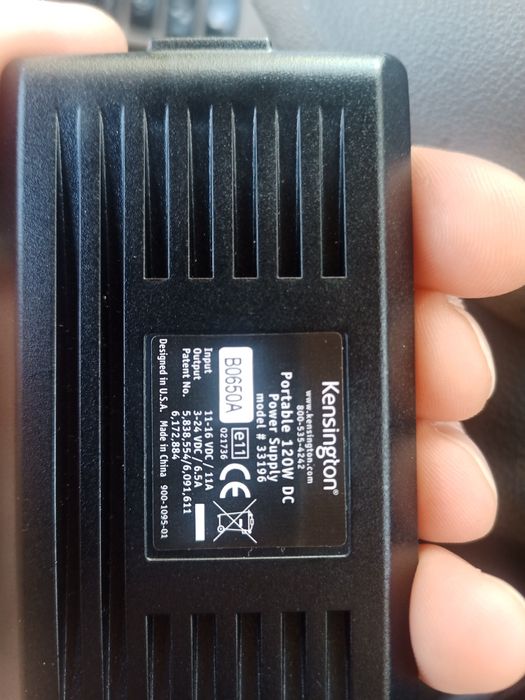 Kensington®
www.kensington.com
800-535-4242
Portable 120W DC
Power Supply
model # 33196
B0650A
e11
021736
CE
Input 11-16 VDC / 11A
Output 3-24 VDC / 6.5A
Patent No. 5,838,554/6,091,611
6,172,884
Designed in U.S.A. Made in China 900-1095-01